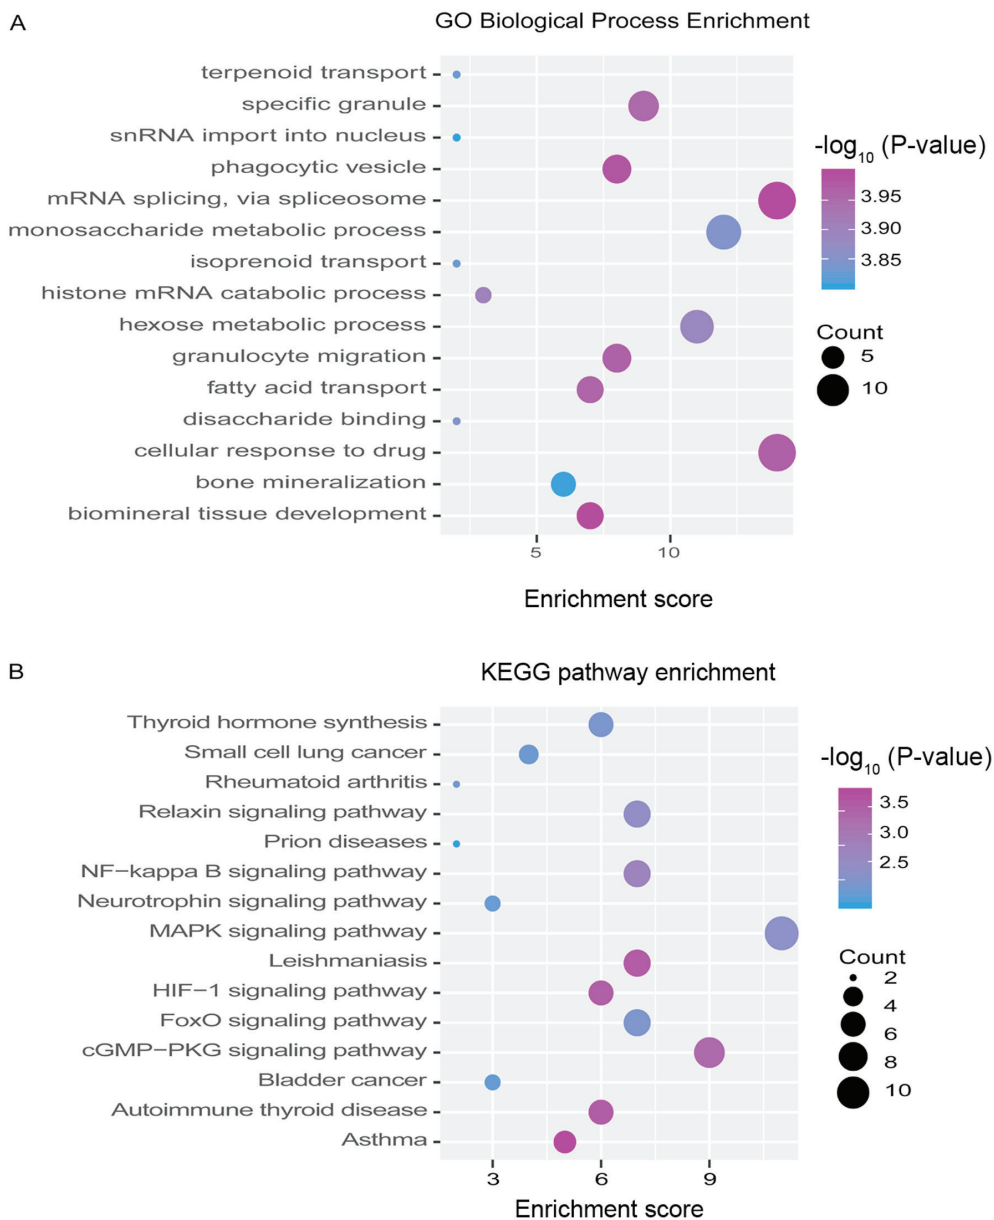 A
GO Biological Process Enrichment
terpenoid transport
specific granule
snRNA import into nucleus
phagocytic vesicle
mRNA splicing, via spliceosome
monosaccharide metabolic process
isoprenoid transport
histone mRNA catabolic process
hexose metabolic process
granulocyte migration
fatty acid transport
disaccharide binding
cellular response to drug
bone mineralization
biomineral tissue development
5 10
Enrichment score
-log10 (P-value)
3.95
3.90
3.85
Count
5
10
B
KEGG pathway enrichment
Thyroid hormone synthesis
Small cell lung cancer
Rheumatoid arthritis
Relaxin signaling pathway
Prion diseases
NF−kappa B signaling pathway
Neurotrophin signaling pathway
MAPK signaling pathway
Leishmaniasis
HIF−1 signaling pathway
FoxO signaling pathway
cGMP−PKG signaling pathway
Bladder cancer
Autoimmune thyroid disease
Asthma
3 6 9
Enrichment score
-log10 (P-value)
3.5
3.0
2.5
Count
2
4
6
8
10